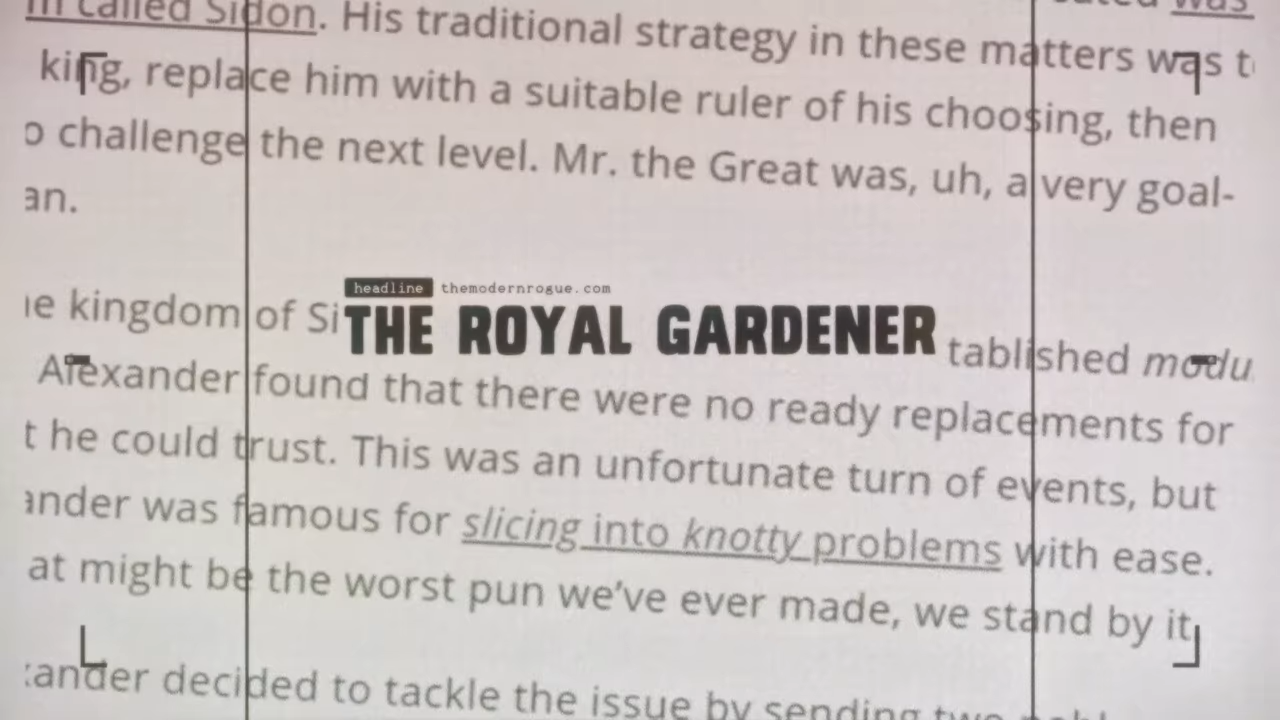 called Sidon. His traditional strategy in these matters was
king, replace him with a suitable ruler of his choosing, then
challenge the next level. Mr. the Great was, uh, a very goal-
an.
headline themodernrogue.com
kingdom of Si THE ROYAL GARDENER tablished modu
Alexander found that there were no ready replacements for
t he could trust. This was an unfortunate turn of events, but
ander was famous for slicing into knotty problems with ease.
at might be the worst pun we've ever made, we stand by it
ander decided to tackle the issue by sending two